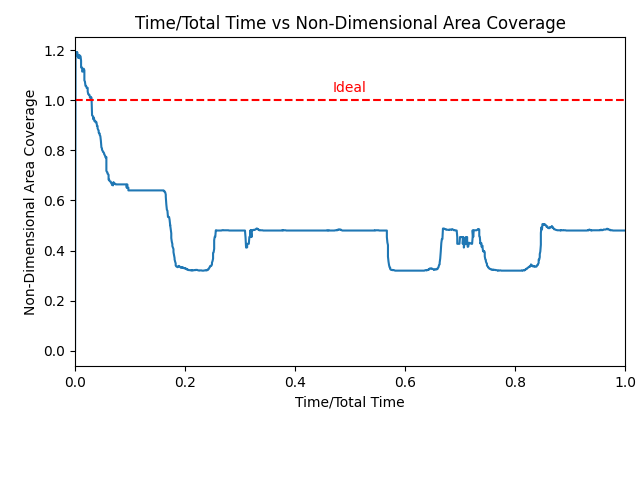 Time/Total Time vs Non-Dimensional Area Coverage
1.2
Ideal
1.0
0.8
0.6
0.4
0.2
0.0
Non-Dimensional Area Coverage
0.0 0.2 0.4 0.6 0.8 1.0
Time/Total Time